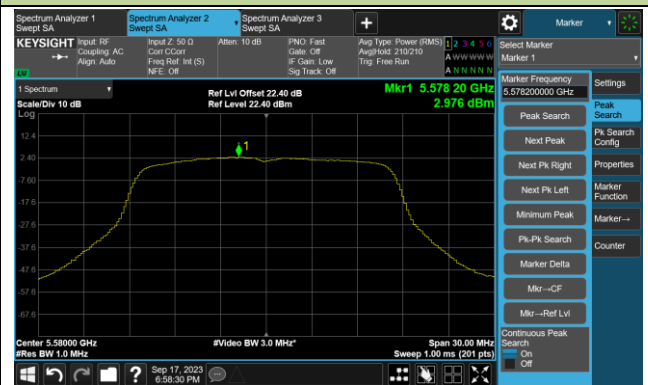 Spectrum Analyzer 1
Swept SA
Spectrum Analyzer 2
Swept SA
Spectrum Analyzer 3
Swept SA
Marker
KEYSIGHT
Input: RF
Coupling: AC
Align: Auto
Input Z: 50 Ω
Corr CCorr
Freq Ref: Int (S)
NFE: Off
Atten: 10 dB
PNO: Fast
Gate: Off
IF Gain: Low
Sig Track: Off
Avg Type: Power (RMS)
Avg|Hold: 210/210
Trig: Free Run
1 2 3 4 5 6
A W W W W W
A N N N N N
Select Marker
Marker 1
1 Spectrum
Scale/Div 10 dB
Log
Ref Lvl Offset 22.40 dB
Ref Level 22.40 dBm
Mkr1 5.578 20 GHz
2.976 dBm
1
12.4
2.40
-7.60
-17.6
-27.6
-37.6
-47.6
-57.6
-67.6
Center 5.58000 GHz
#Res BW 1.0 MHz
#Video BW 3.0 MHz*
Span 30.00 MHz
Sweep 1.00 ms (201 pts)
Marker Frequency
5.578200000 GHz
Peak Search
Next Peak
Next Pk Right
Next Pk Left
Minimum Peak
Pk-Pk Search
Marker Delta
Mkr→CF
Mkr→Ref Lvl
Continuous Peak
Search
On
Off
Settings
Peak
Search
Pk Search
Config
Properties
Marker
Function
Marker→
Counter
Sep 17, 2023
6:58:30 PM